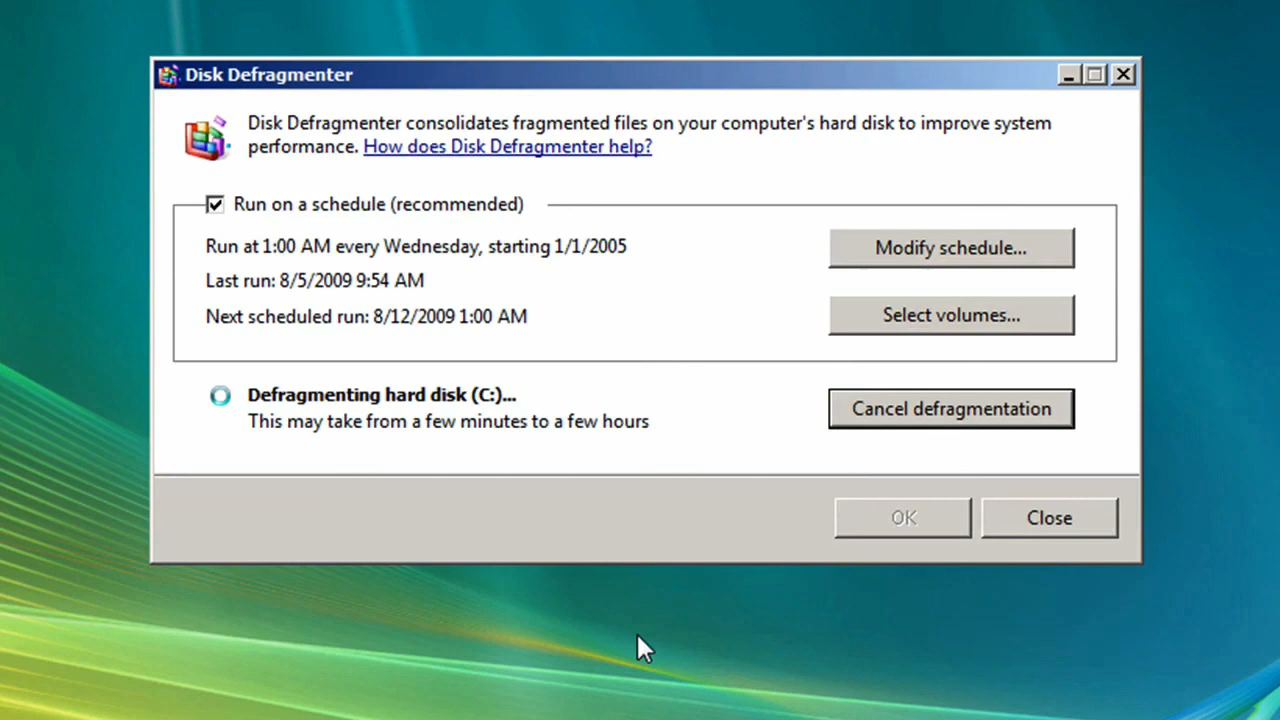 Disk Defragmenter
Disk Defragmenter consolidates fragmented files on your computer's hard disk to improve system
performance. How does Disk Defragmenter help?
Run on a schedule (recommended)
Run at 1:00 AM every Wednesday, starting 1/1/2005
Modify schedule...
Last run: 8/5/2009 9:54 AM
Next scheduled run: 8/12/2009 1:00 AM
Select volumes...
Defragmenting hard disk (C:)...
This may take from a few minutes to a few hours
Cancel defragmentation
OK
Close